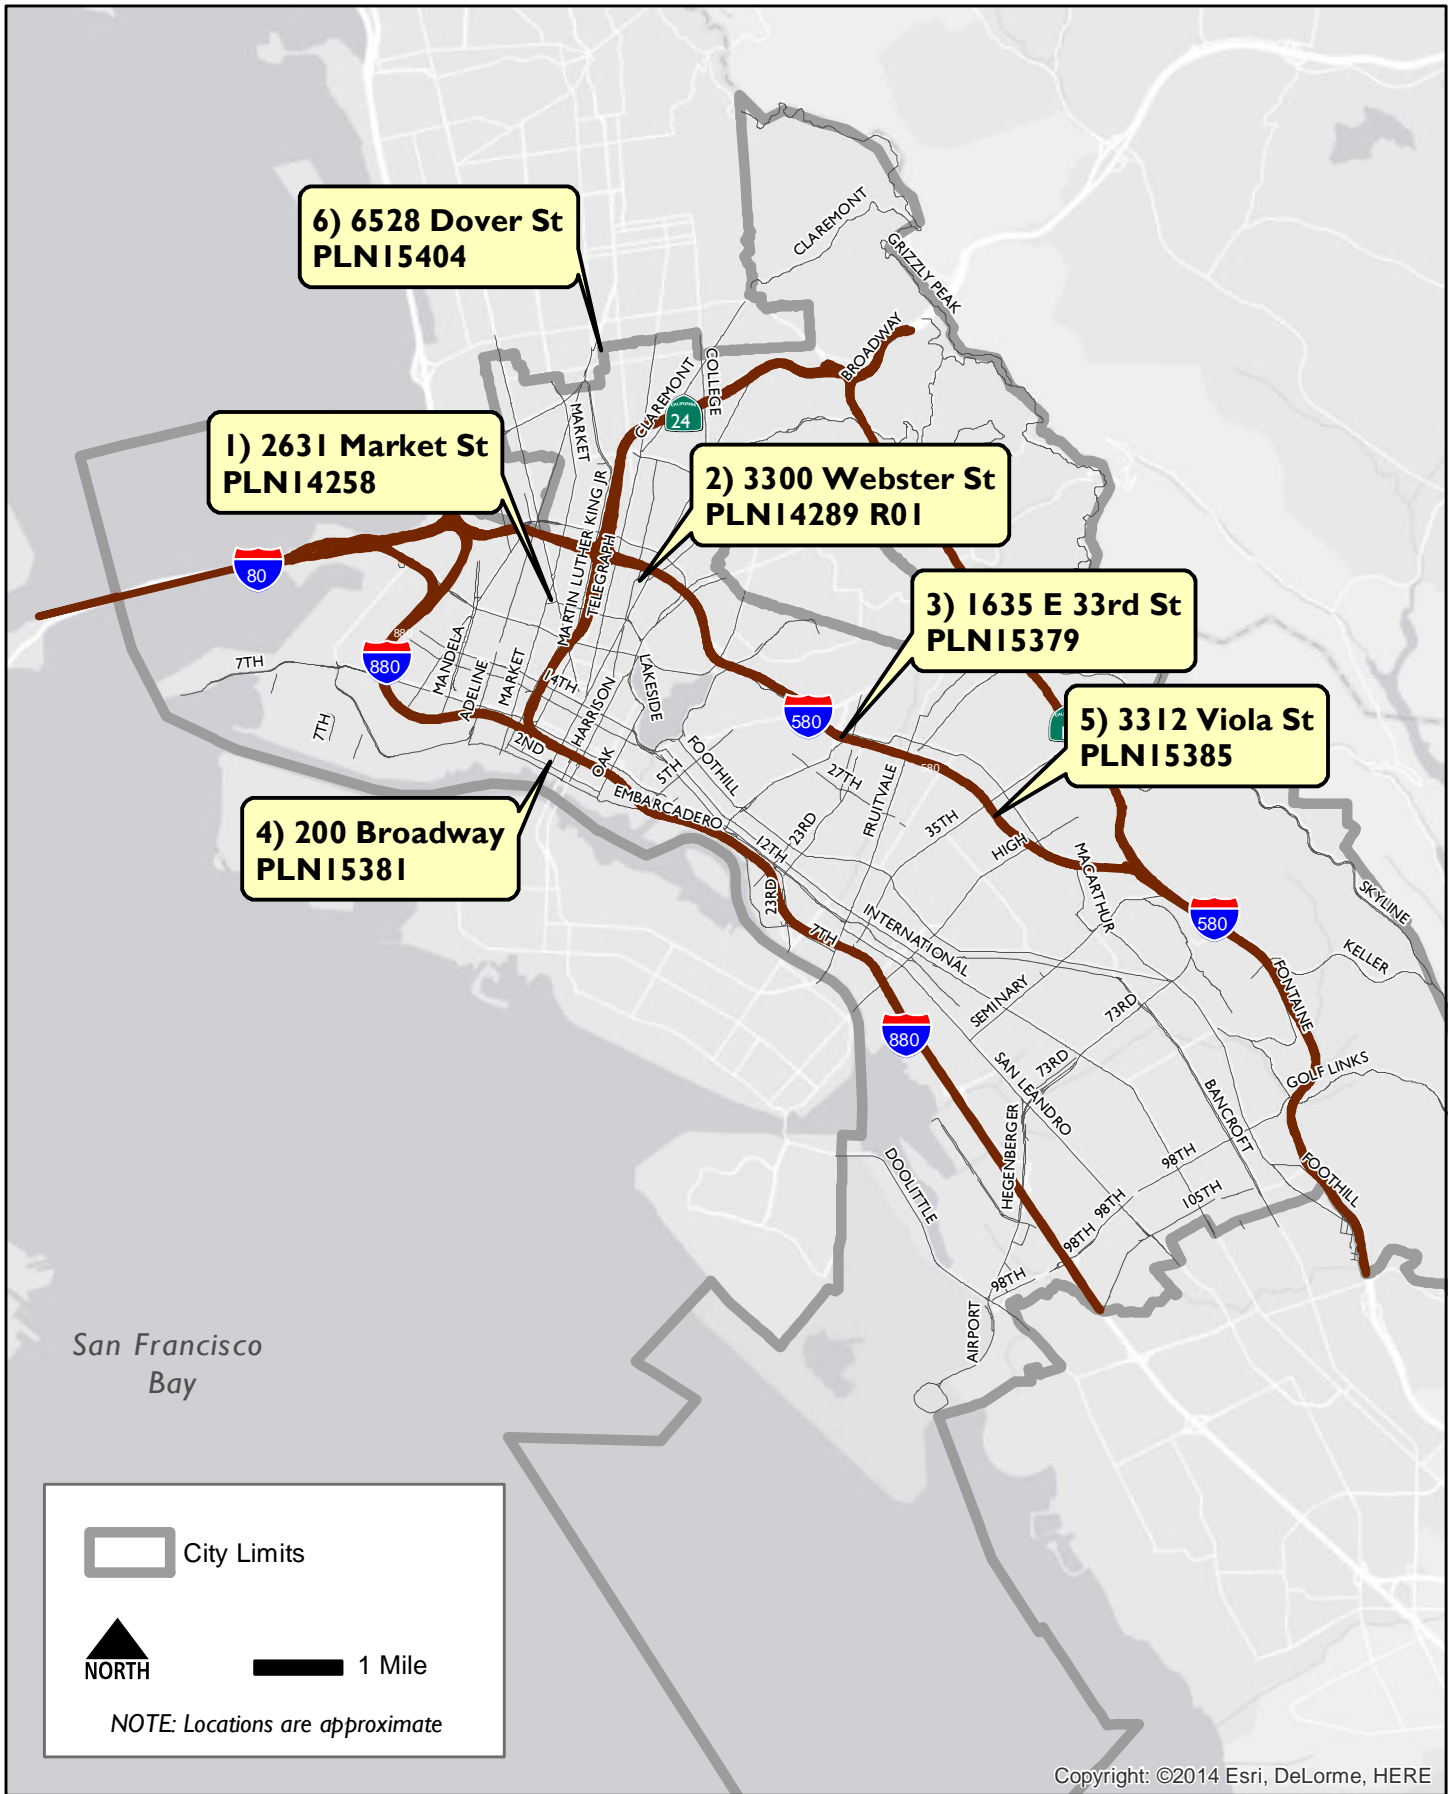 6) 6528 Dover St
PLN15404
CLAREMONT
GRIZZLY PEAK
BROADWAY
COLLEGE
CLAREMONT
CALIFORNIA
24
MARKET
1) 2631 Market St
PLN14258
2) 3300 Webster St
PLN14289 R01
MARTIN LUTHER KING JR
TELEGRAPH
80
3) 1635 E 33rd St
PLN15379
880
880
7TH
MANDELA
ADELINE
MARKET
14TH
HARRISON
LAKESIDE
7TH
2ND
OAK
5TH
FOOTHILL
580
5) 3312 Viola St
PLN15385
580
27TH
FRUITVALE
35TH
HIGH
MACARTHUR
EMBARCADERO
4) 200 Broadway
PLN15381
12TH
23RD
23RD
7TH
INTERNATIONAL
580
SKYLINE
KELLER
FONTAINE
880
SEMINARY
73RD
73RD
SAN LEANDRO
BANCROFT
GOLF LINKS
HEGENBERGER
DOOLITTLE
98TH
98TH
105TH
FOOTHILL
98TH
98TH
AIRPORT
San Francisco
Bay
City Limits
NORTH
1 Mile
NOTE: Locations are approximate
Copyright: ©2014 Esri, DeLorme, HERE